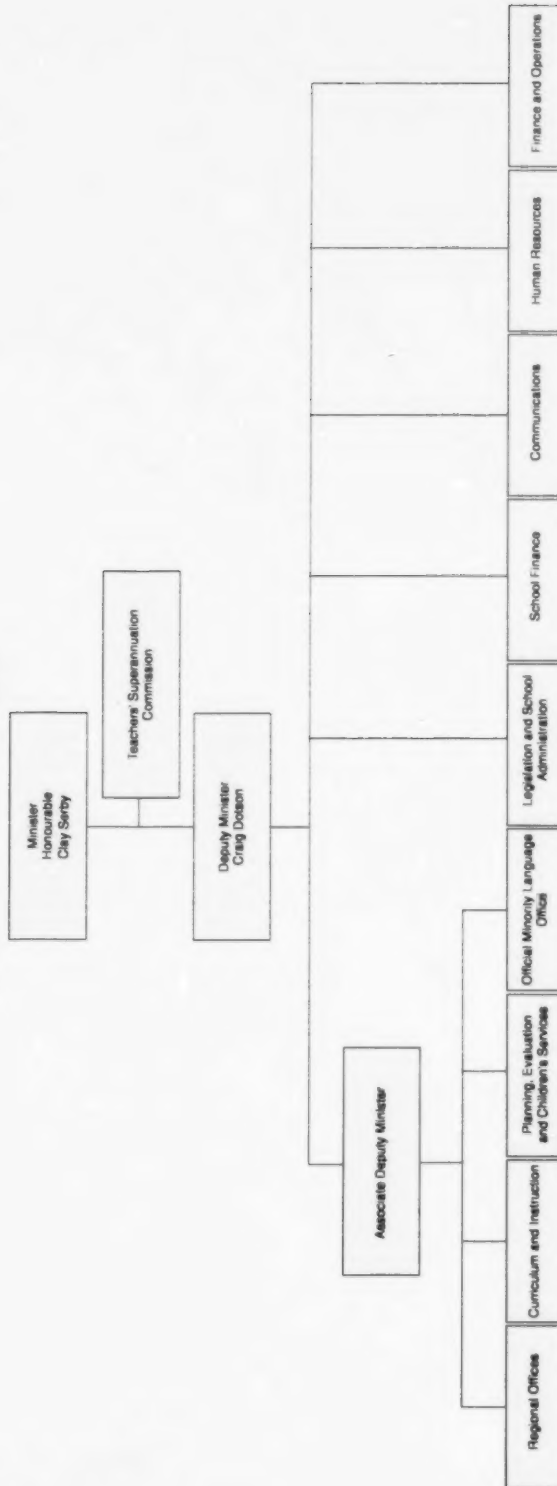 Minister
Honourable
Clay Serby
Teachers' Superannuation
Commission
Deputy Minister
Craig Dotson
Associate Deputy Minister
Regional Offices
Curriculum and Instruction
Planning, Evaluation
and Children's Services
Official Minority Language
Office
Legislation and School
Administration
School Finance
Communications
Human Resources
Finance and Operations